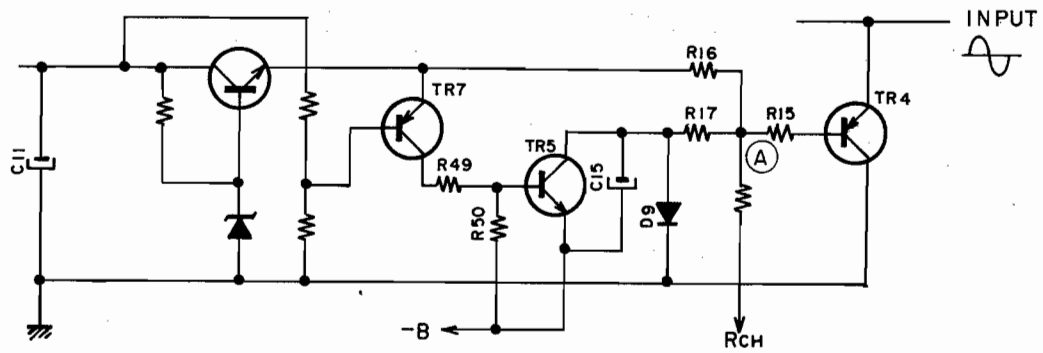 INPUT
R16
TR7
R17
R15
TR4
C11
R49
TR5
C15
A
R50
D9
-B
RCH